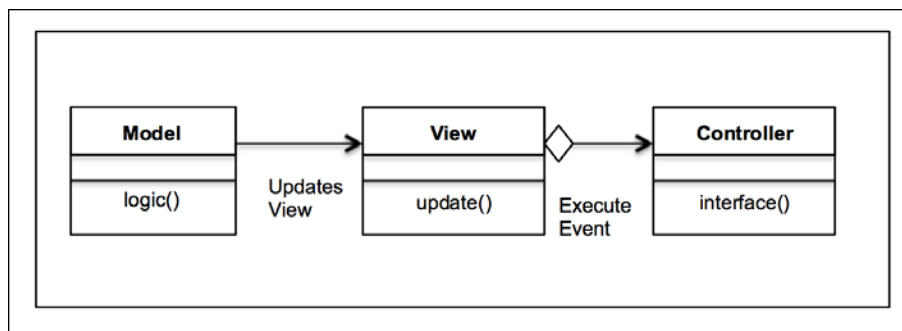 Model
View
Controller
logic()
Updates
View
update()
Execute
Event
interface()